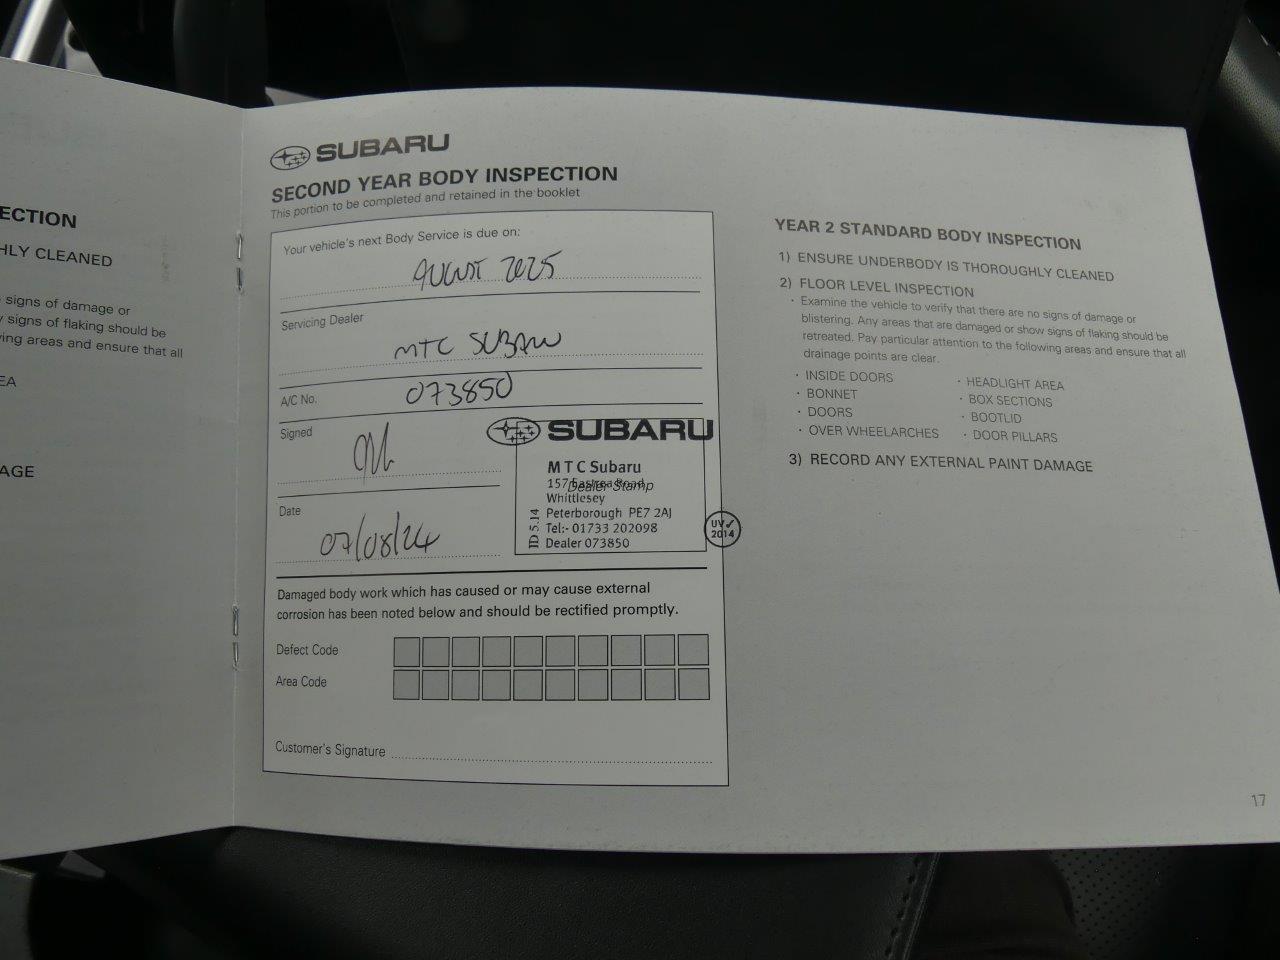 ECTION
HLY CLEANED
signs of damage or
signs of flaking should be
ving areas and ensure that all
EA
AGE
SUBARU
SECOND YEAR BODY INSPECTION
This portion to be completed and retained in the booklet
Your vehicle's next Body Service is due on:
AUGUST 2025
Servicing Dealer
MTC SUBARU
A/C No.
073850
Signed
Date
07/08/24
SUBARU
M T C Subaru
157 Eastrea Road
Dealer Stamp
Whittlesey
Peterborough PE7 2AJ
Tel:- 01733 202098
Dealer 073850
ID 5.14
UV✓
2014
Damaged body work which has caused or may cause external
corrosion has been noted below and should be rectified promptly.
Defect Code
Area Code
Customer's Signature
YEAR 2 STANDARD BODY INSPECTION
1) ENSURE UNDERBODY IS THOROUGHLY CLEANED
2) FLOOR LEVEL INSPECTION
· Examine the vehicle to verify that there are no signs of damage or
blistering. Any areas that are damaged or show signs of flaking should be
retreated. Pay particular attention to the following areas and ensure that all
drainage points are clear.
· INSIDE DOORS
· BONNET
· DOORS
· OVER WHEELARCHES
· HEADLIGHT AREA
· BOX SECTIONS
· BOOTLID
· DOOR PILLARS
3) RECORD ANY EXTERNAL PAINT DAMAGE
17